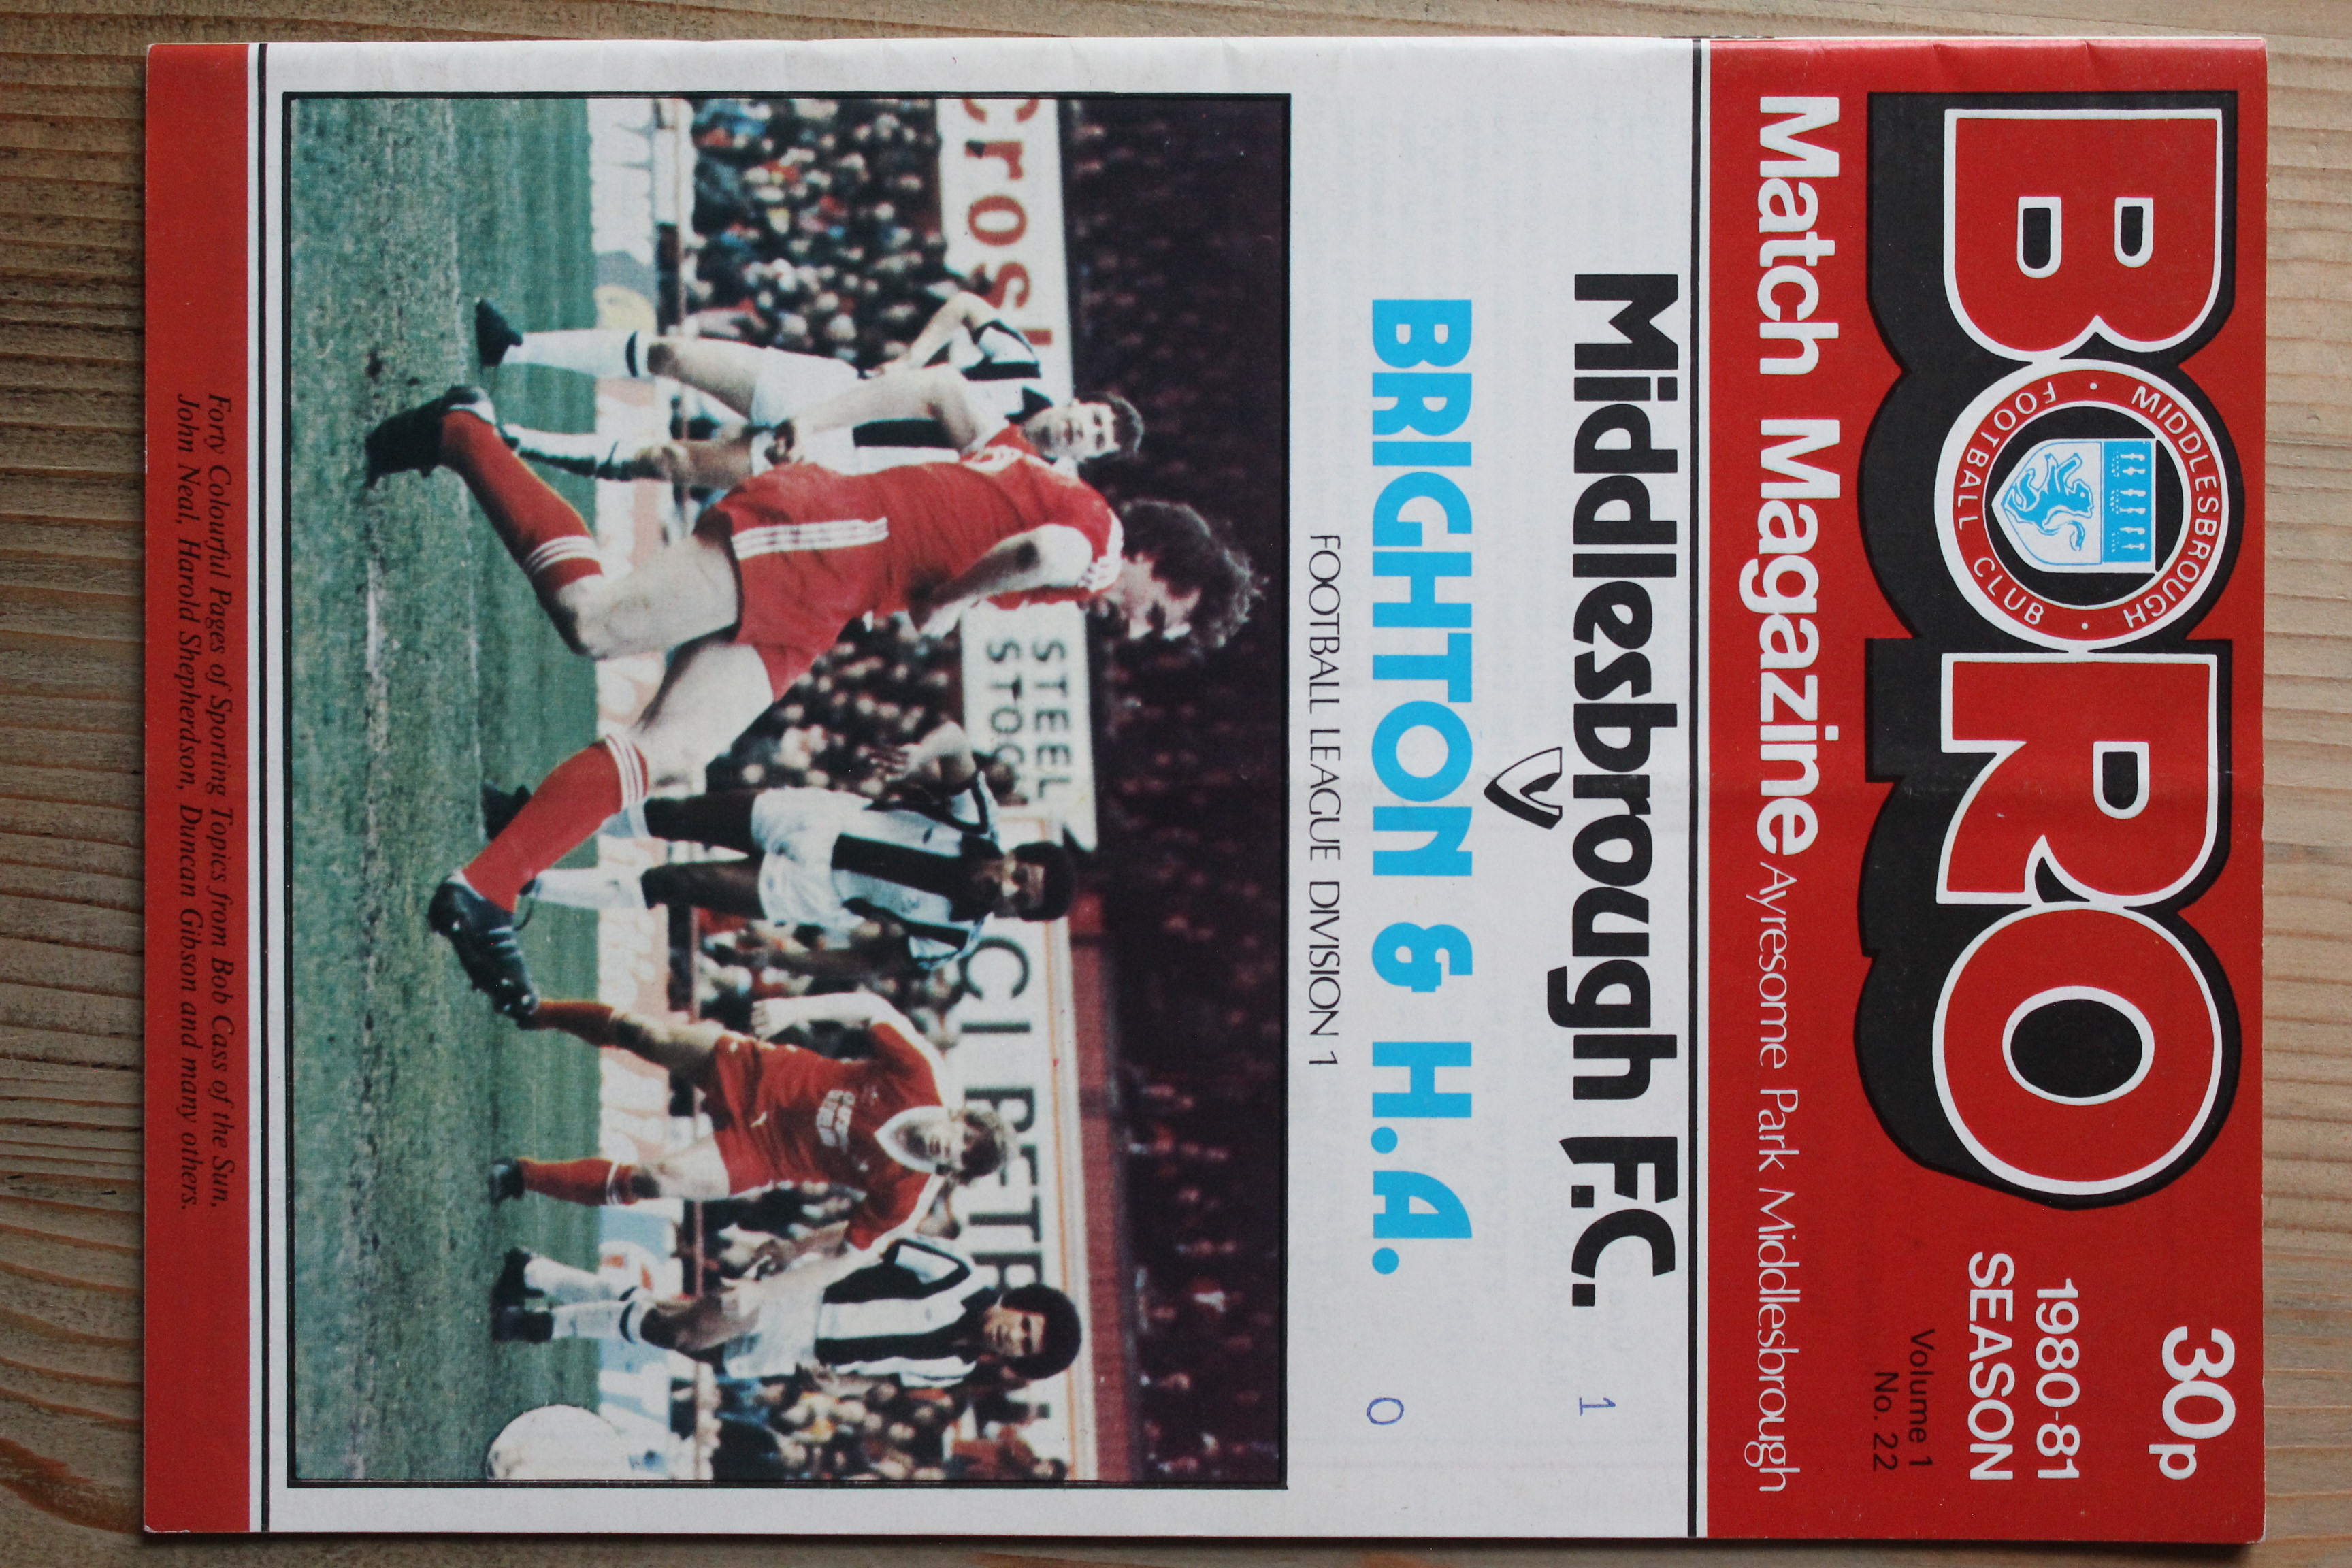 BORO
MIDDLESBROUGH
FOOTBALL CLUB
30p
1980-81
SEASON
Volume 1
No. 22
Match Magazine Ayresome Park Middlesbrough
Middlesbrough F.C. 1
V
BRIGHTON & H.A. 0
FOOTBALL LEAGUE DIVISION 1
STEEL
STOC
Forty Colourful Pages of Sporting Topics from Bob Cass of the Sun,
John Neal, Harold Shepherdson, Duncan Gibson and many others.